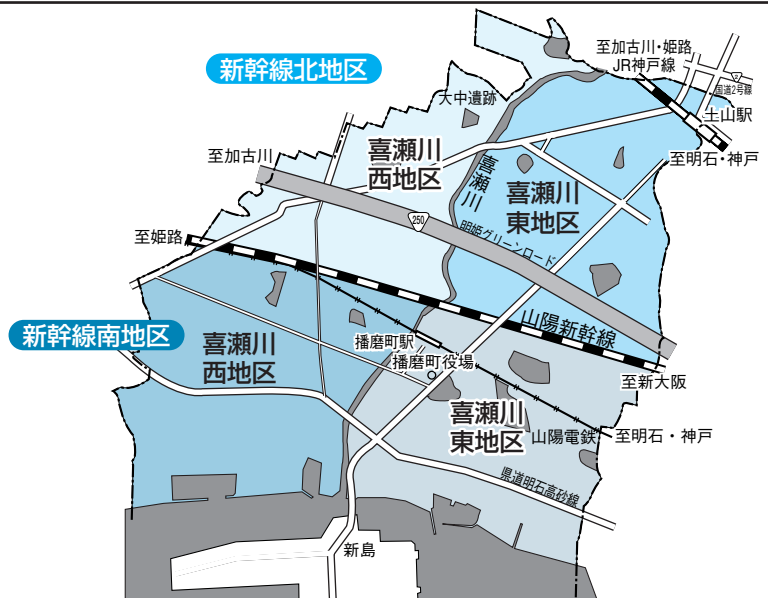 新幹線北地区
至加古川・姫路
JR神戸線
2
国道2号線
大中遺跡
土山駅
至明石・神戸
至加古川
喜瀬川
西地区
喜瀬川
喜瀬川
東地区
250
明姫グリーンロード
至姫路
山陽新幹線
新幹線南地区
喜瀬川
西地区
播磨町駅
播磨町役場
至新大阪
喜瀬川
東地区
山陽電鉄
至明石・神戸
県道明石高砂線
新島